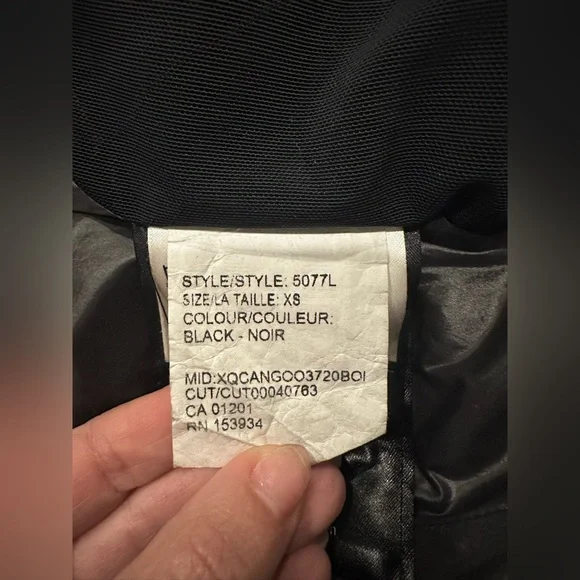 STYLE/STYLE: 5077L
SIZE/LA TAILLE: XS
COLOUR/COULEUR:
BLACK - NOIR
MID:XQCANGOO3720BOI
CUT/CUT00040763
CA 01201
RN 153934